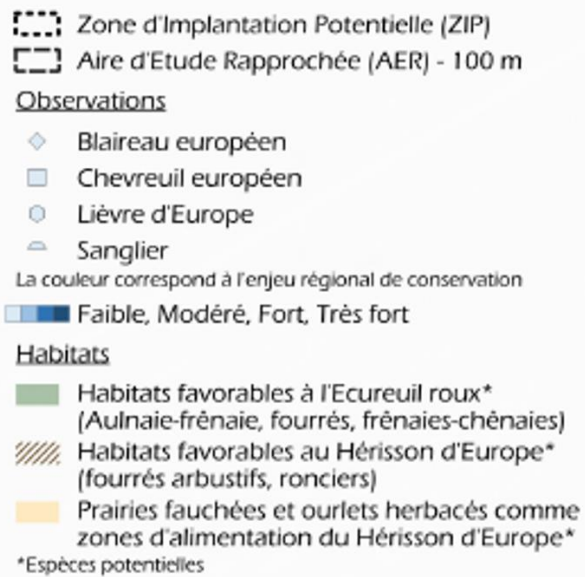 Zone d'Implantation Potentielle (ZIP)
Aire d'Etude Rapprochée (AER) - 100 m
Observations
Blaireau européen
Chevreuil européen
Lièvre d'Europe
Sanglier
La couleur correspond à l'enjeu régional de conservation
Faible, Modéré, Fort, Très fort
Habitats
Habitats favorables à l'Ecureuil roux*
(Aulnaie-frênaie, fourrés, frênaies-chênaies)
Habitats favorables au Hérisson d'Europe*
(fourrés arbustifs, ronciers)
Prairies fauchées et ourlets herbacés comme
zones d'alimentation du Hérisson d'Europe*
*Espèces potentielles